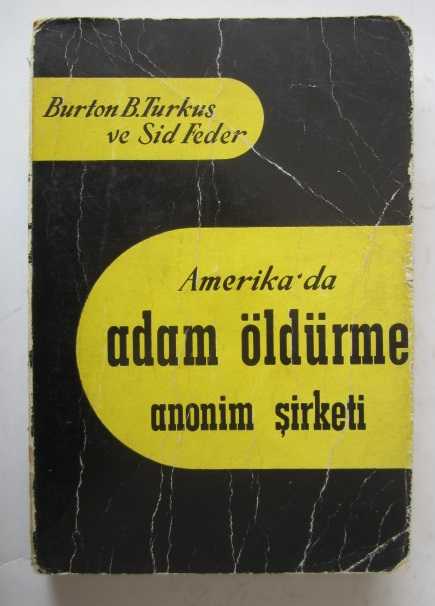 Burton B. Turkus
ve Sid Feder
Amerika'da
adam öldürme
anonim şirketi